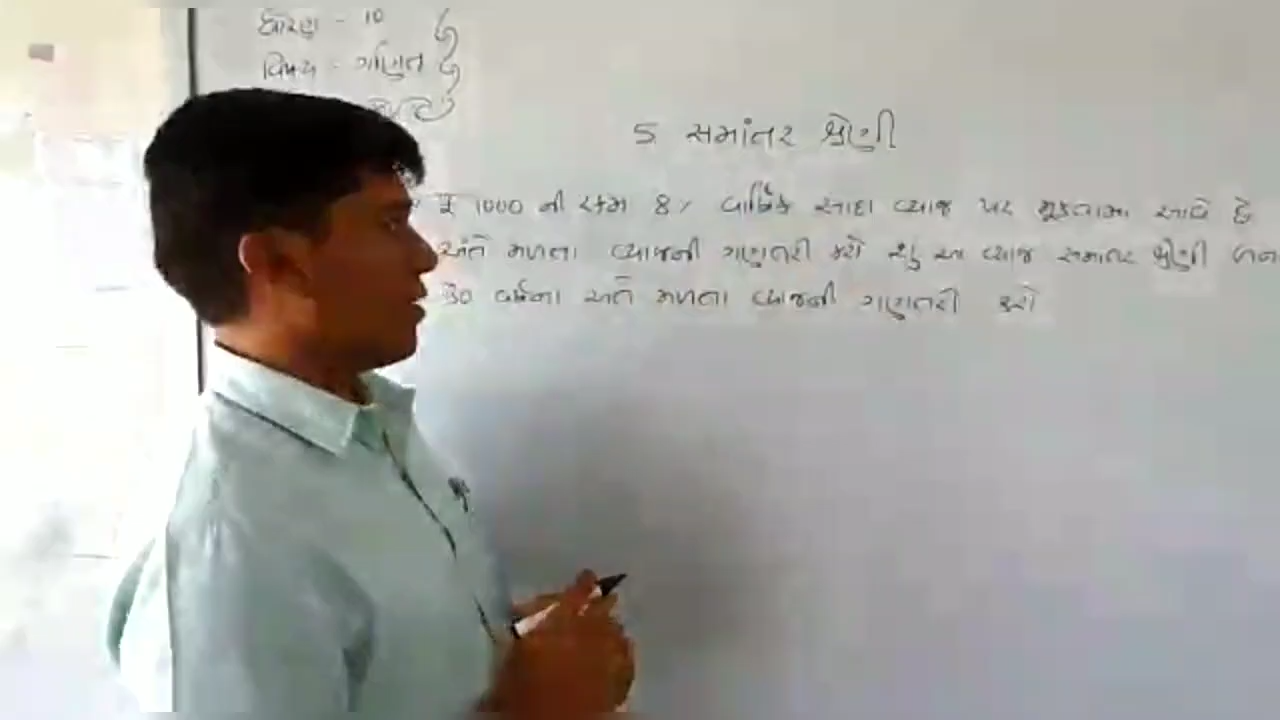 ધોરણ - 10
વિષય - ગણિત
5 સમાંતર શ્રેણી
₹ 1000 ની રકમ 8% વાર્ષિક સાદા વ્યાજ પર મૂકવામા આવે છે
અંતે મળતા વ્યાજની ગણતરી કરો શું આ વ્યાજ સમાંતર શ્રેણી
30 વર્ષના અંતે મળતા વ્યાજની ગણતરી કરો